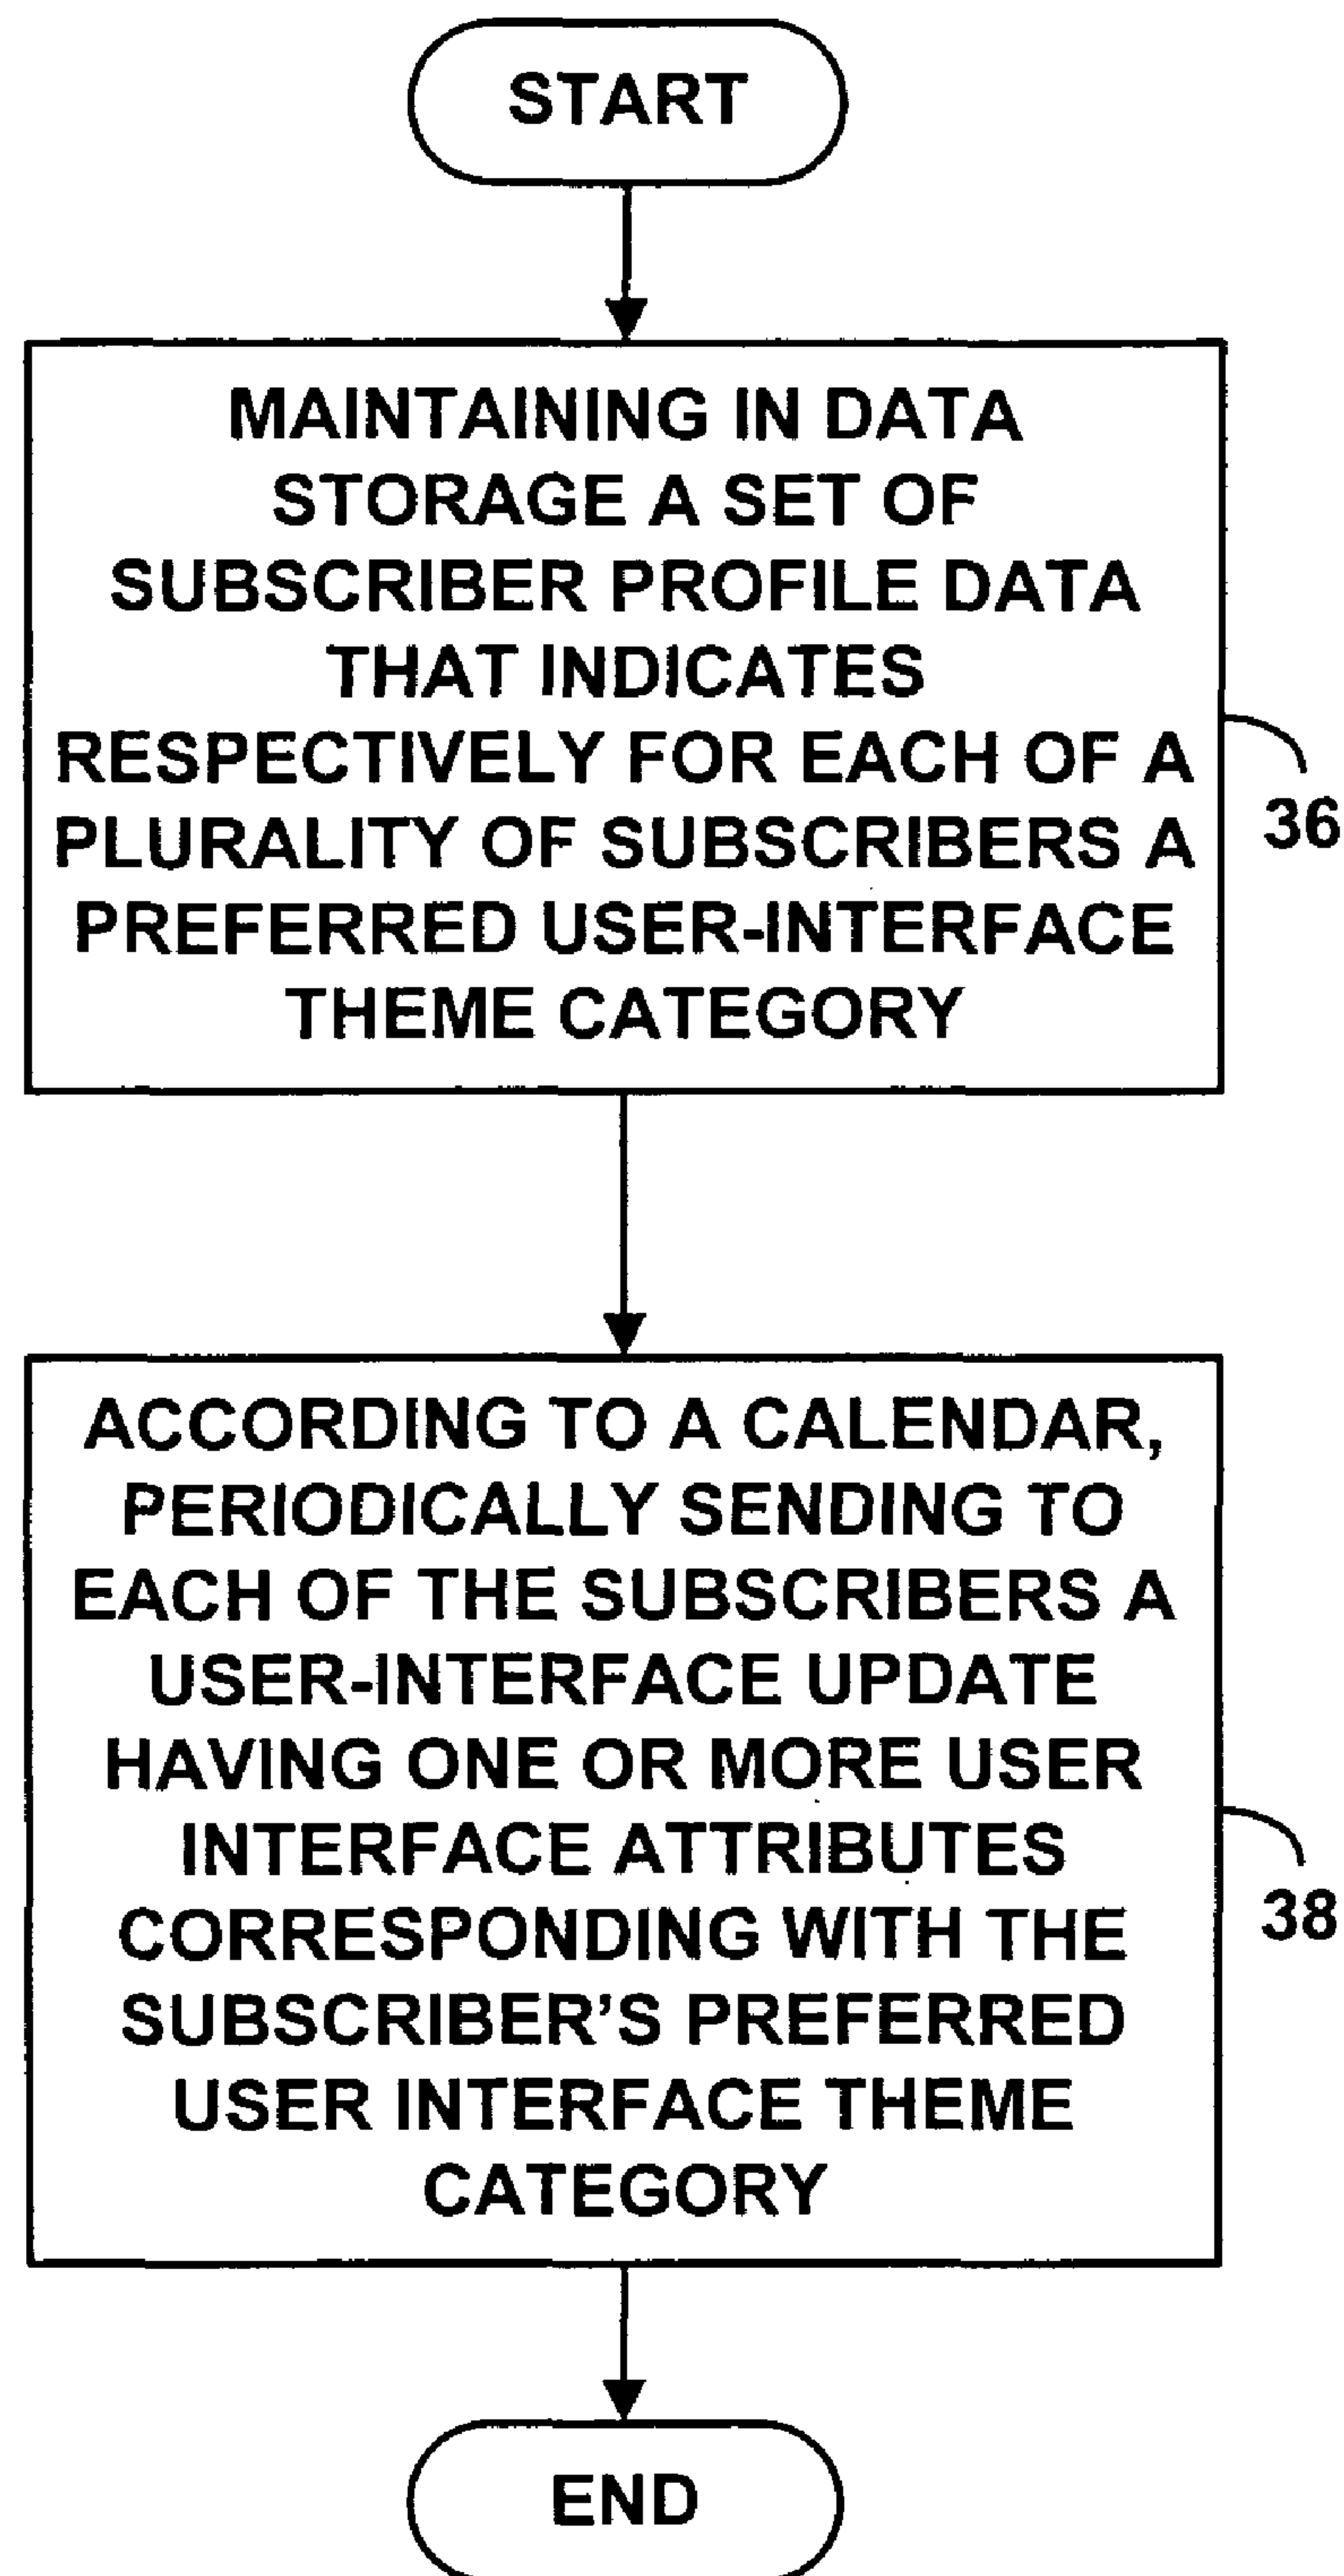 START
MAINTAINING IN DATA
STORAGE A SET OF
SUBSCRIBER PROFILE DATA
THAT INDICATES
RESPECTIVELY FOR EACH OF A
PLURALITY OF SUBSCRIBERS A
PREFERRED USER-INTERFACE
THEME CATEGORY
36
ACCORDING TO A CALENDAR,
PERIODICALLY SENDING TO
EACH OF THE SUBSCRIBERS A
USER-INTERFACE UPDATE
HAVING ONE OR MORE USER
INTERFACE ATTRIBUTES
CORRESPONDING WITH THE
SUBSCRIBER’S PREFERRED
USER INTERFACE THEME
CATEGORY
38
END